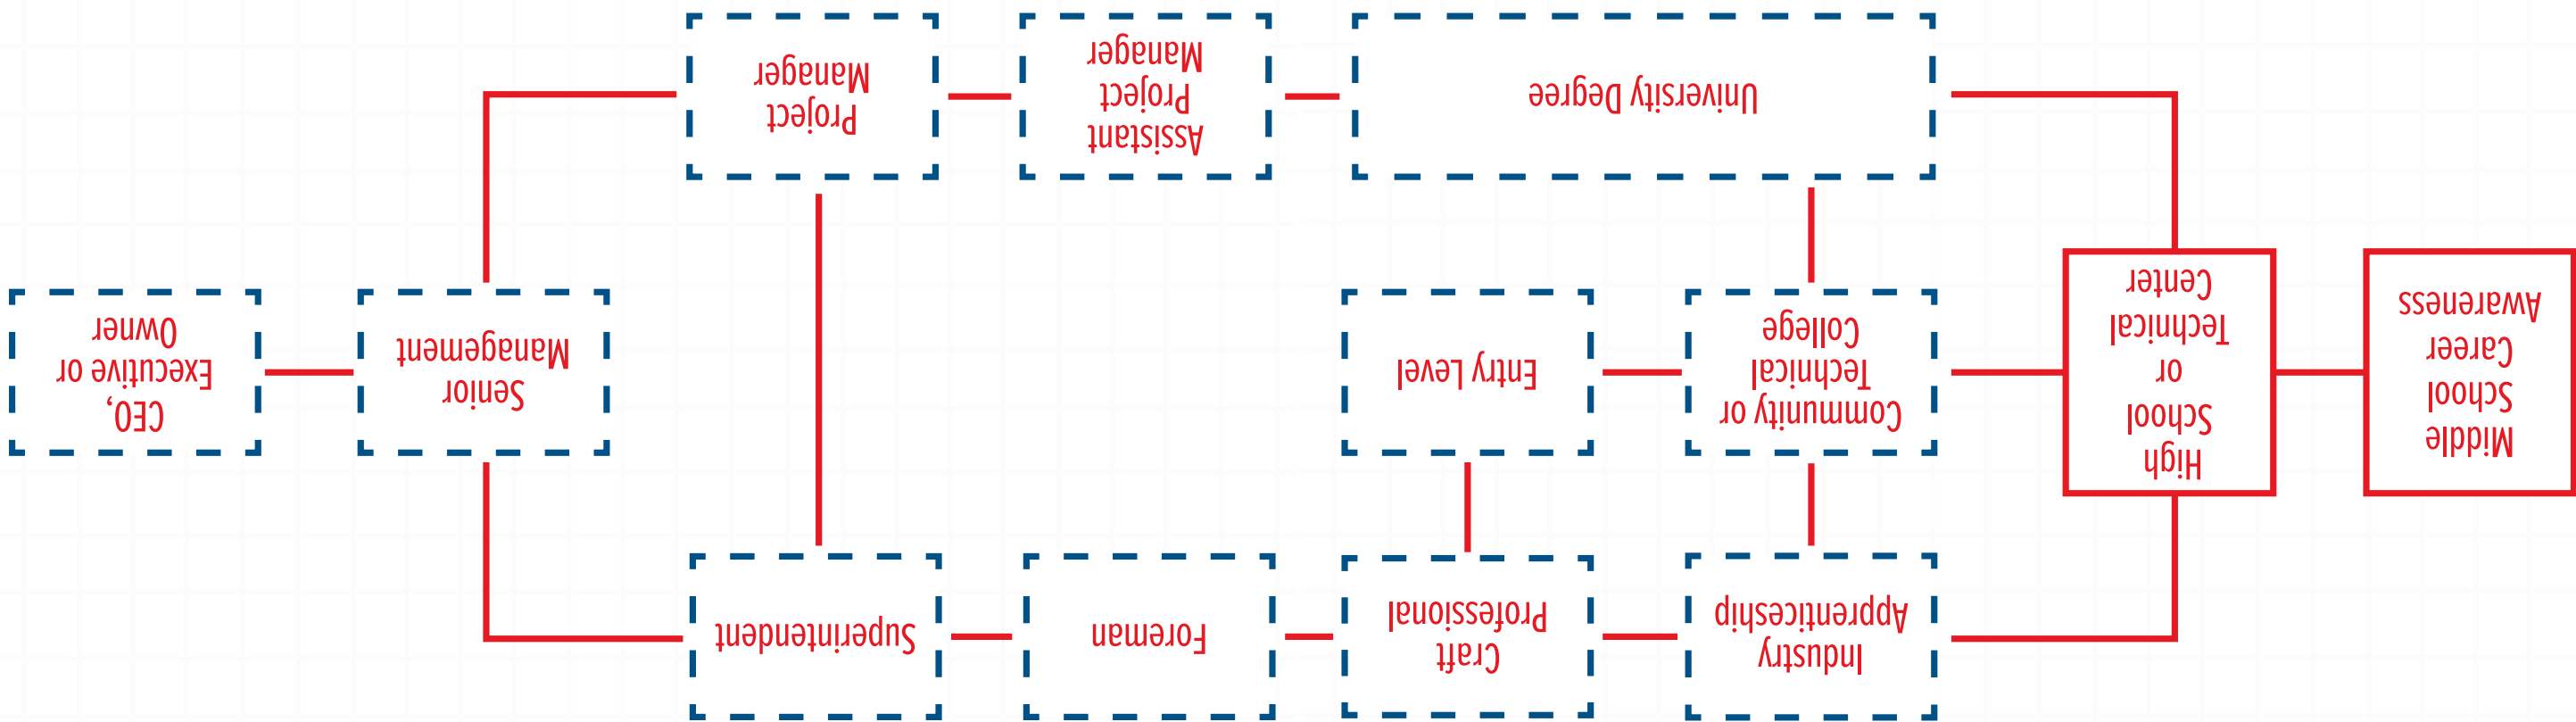 Middle
School
Career
Awareness
High
School
or
Technical
Center
Industry
Apprenticeship
Craft
Professional
Foreman
Superintendent
Community or
Technical
College
Entry Level
Senior
Management
CEO,
Executive or
Owner
University Degree
Assistant
Project
Manager
Project
Manager